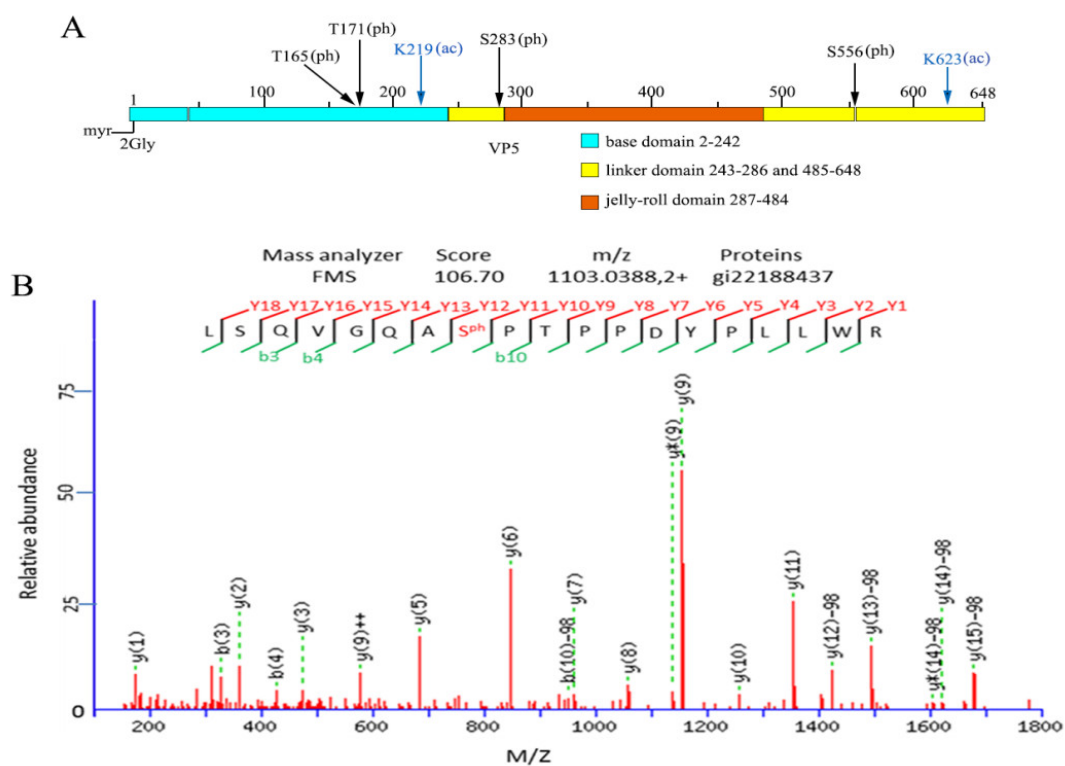 A
T165(ph)
T171(ph)
K219(ac)
S283(ph)
S556(ph)
K623(ac)
1 100 200 300 400 500 600 648
myr
2Gly
VP5
base domain 2-242
linker domain 243-286 and 485-648
jelly-roll domain 287-484
B
Mass analyzer Score m/z Proteins
FMS 106.70 1103.0388,2+ gi22188437
Y18 Y17 Y16 Y15 Y14 Y13 Y12 Y11 Y10 Y9 Y8 Y7 Y6 Y5 Y4 Y3 Y2 Y1
L S Q V G Q A Sph P T P P D Y P L L W R
b3 b4 b10
Relative abundance
75
50
25
0
y(1)
b(3)
y(2)
b(4)
y(3)
y(9)++
y(5)
y(6)
b(10)-98
y(7)
y(8)
y*(9)
y(9)
y(10)
y(11)
y(12)-98
y(13)-98
y*(14)-98
y(14)-98
y(15)-98
200 400 600 800 1000 1200 1400 1600 1800
M/Z